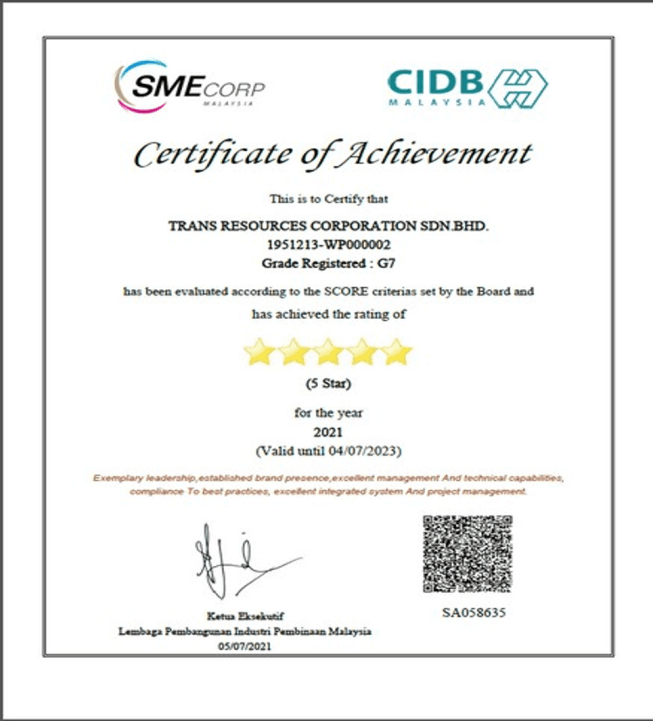 SMECORP
MALAYSIA
CIDB
MALAYSIA
Certificate of Achievement
This is to Certify that
TRANS RESOURCES CORPORATION SDN.BHD.
1951213-WP000002
Grade Registered : G7
has been evaluated according to the SCORE criterias set by the Board and
has achieved the rating of
(5 Star)
for the year
2021
(Valid until 04/07/2023)
Exemplary leadership,established brand presence,excellent management And technical capabilities,
compliance To best practices, excellent integrated system And project management.
Ketua Eksekutif
Lembaga Pembangunan Industri Pembinaan Malaysia
05/07/2021
SA058635